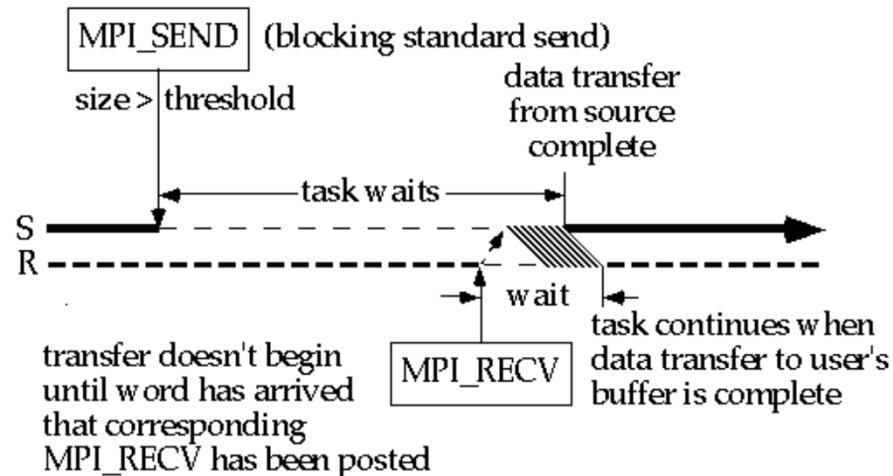 MPI_SEND (blocking standard send)
size > threshold
data transfer
from source
complete
task waits
S
R
wait
MPI_RECV
transfer doesn't begin
until word has arrived
that corresponding
MPI_RECV has been posted
task continues when
data transfer to user's
buffer is complete